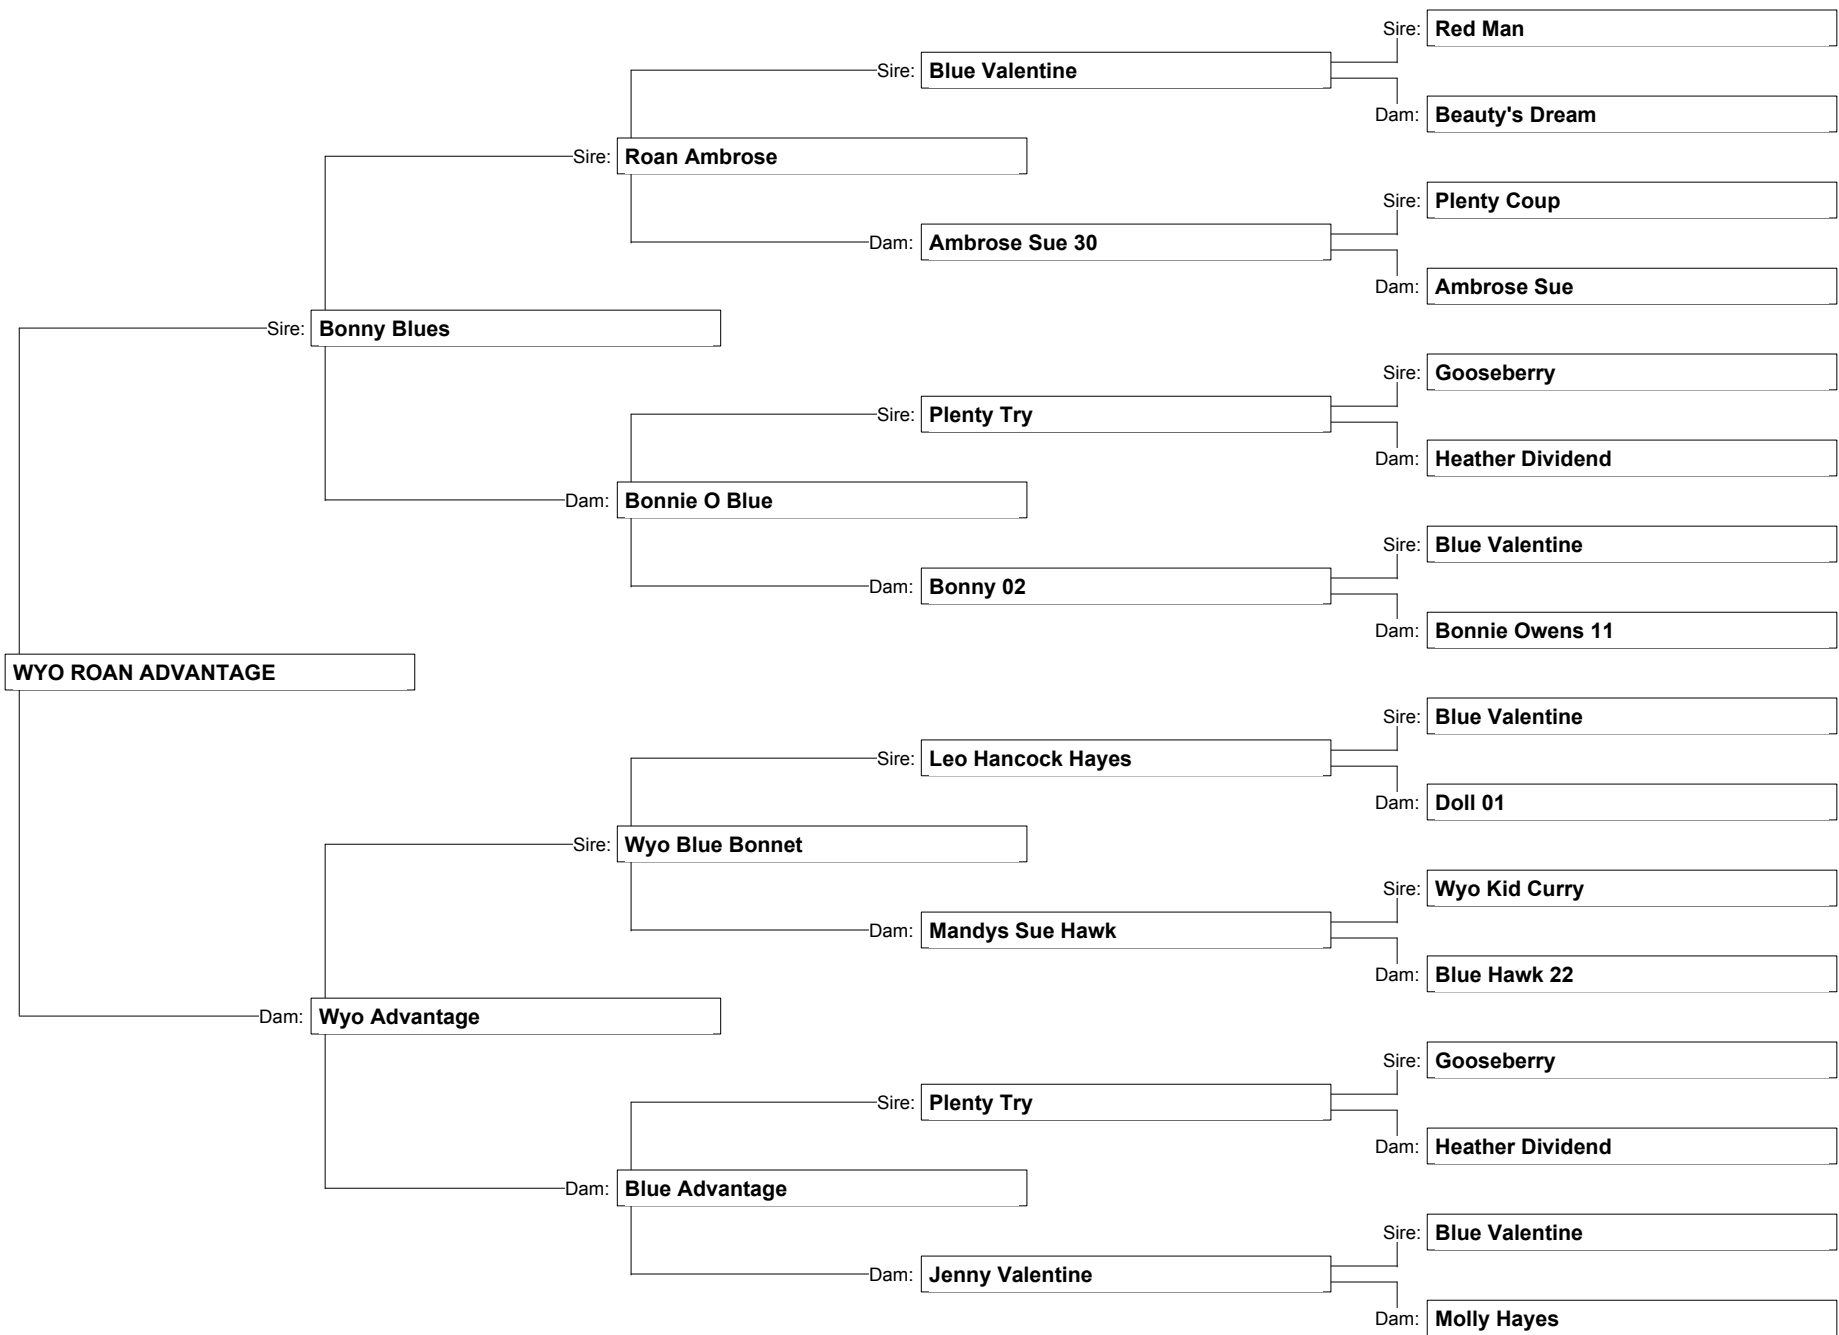 Sire: Red Man
Sire: Blue Valentine
Dam: Beauty's Dream
Sire: Roan Ambrose
Sire: Plenty Coup
Dam: Ambrose Sue 30
Dam: Ambrose Sue
Sire: Bonny Blues
Sire: Gooseberry
Sire: Plenty Try
Dam: Heather Dividend
Dam: Bonnie O Blue
Sire: Blue Valentine
Dam: Bonny 02
Dam: Bonnie Owens 11
WYO ROAN ADVANTAGE
Sire: Blue Valentine
Sire: Leo Hancock Hayes
Dam: Doll 01
Sire: Wyo Blue Bonnet
Sire: Wyo Kid Curry
Dam: Mandys Sue Hawk
Dam: Blue Hawk 22
Dam: Wyo Advantage
Sire: Gooseberry
Sire: Plenty Try
Dam: Heather Dividend
Dam: Blue Advantage
Sire: Blue Valentine
Dam: Jenny Valentine
Dam: Molly Hayes